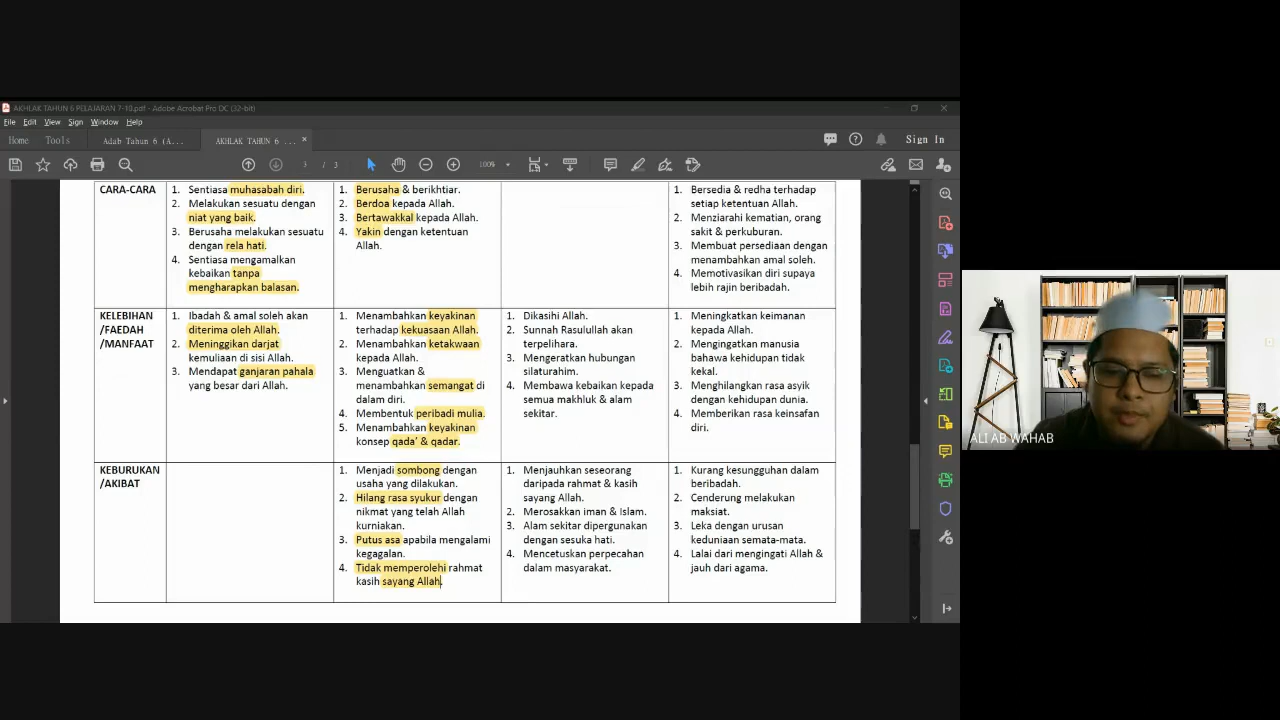 AKHLAK TAHUN 6 PELAJARAN 7-10.pdf - Adobe Acrobat Pro DC (32-bit)
File Edit View Sign Window Help
Home Tools Adab Tahun 6 (A... AKHLAK TAHUN 6 ... × Sign In
3 / 3 100%
CARA-CARA
1. Sentiasa muhasabah diri.
2. Melakukan sesuatu dengan
niat yang baik.
3. Berusaha melakukan sesuatu
dengan rela hati.
4. Sentiasa mengamalkan
kebaikan tanpa
mengharapkan balasan.
1. Berusaha & berikhtiar.
2. Berdoa kepada Allah.
3. Bertawakkal kepada Allah.
4. Yakin dengan ketentuan
Allah.
1. Bersedia & redha terhadap
setiap ketentuan Allah.
2. Menziarahi kematian, orang
sakit & perkuburan.
3. Membuat persediaan dengan
menambahkan amal soleh.
4. Memotivasikan diri supaya
lebih rajin beribadah.
KELEBIHAN
/FAEDAH
/MANFAAT
1. Ibadah & amal soleh akan
diterima oleh Allah.
2. Meninggikan darjat
kemuliaan di sisi Allah.
3. Mendapat ganjaran pahala
yang besar dari Allah.
1. Menambahkan keyakinan
terhadap kekuasaan Allah.
2. Menambahkan ketakwaan
kepada Allah.
3. Menguatkan &
menambahkan semangat di
dalam diri.
4. Membentuk peribadi mulia.
5. Menambahkan keyakinan
konsep qada' & qadar.
1. Dikasihi Allah.
2. Sunnah Rasulullah akan
terpelihara.
3. Mengeratkan hubungan
silaturahim.
4. Membawa kebaikan kepada
semua makhluk & alam
sekitar.
1. Meningkatkan keimanan
kepada Allah.
2. Mengingatkan manusia
bahawa kehidupan tidak
kekal.
3. Menghilangkan rasa asyik
dengan kehidupan dunia.
4. Memberikan rasa keinsafan
diri.
KEBURUKAN
/AKIBAT
1. Menjadi sombong dengan
usaha yang dilakukan.
2. Hilang rasa syukur dengan
nikmat yang telah Allah
kurniakan.
3. Putus asa apabila mengalami
kegagalan.
4. Tidak memperolehi rahmat
kasih sayang Allah.
1. Menjauhkan seseorang
daripada rahmat & kasih
sayang Allah.
2. Merosakkan iman & Islam.
3. Alam sekitar dipergunakan
dengan sesuka hati.
4. Mencetuskan perpecahan
dalam masyarakat.
1. Kurang kesungguhan dalam
beribadah.
2. Cenderung melakukan
maksiat.
3. Leka dengan urusan
keduniaan semata-mata.
4. Lalai dari mengingati Allah &
jauh dari agama.
ALI AB WAHAB